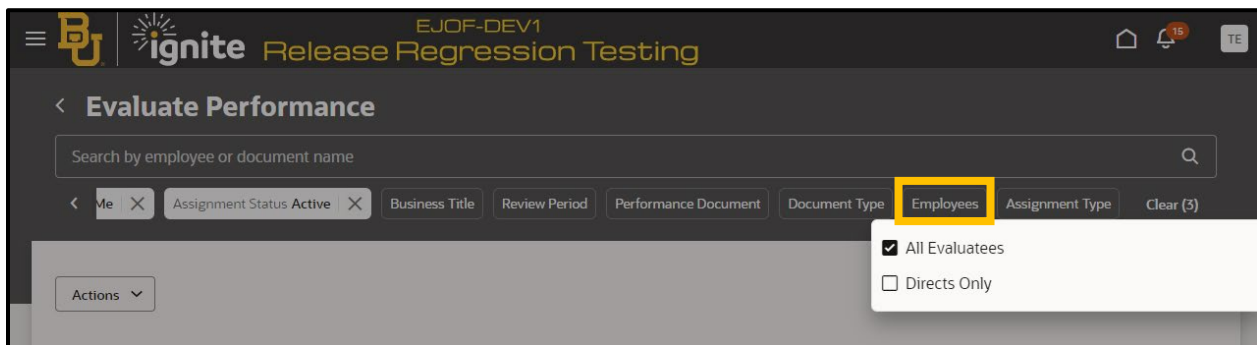 BU ignite EJOF-DEV1
Release Regression Testing
15
TE
Evaluate Performance
Search by employee or document name
Me
Assignment Status Active
Business Title
Review Period
Performance Document
Document Type
Employees
Assignment Type
Clear (3)
All Evaluatees
Directs Only
Actions